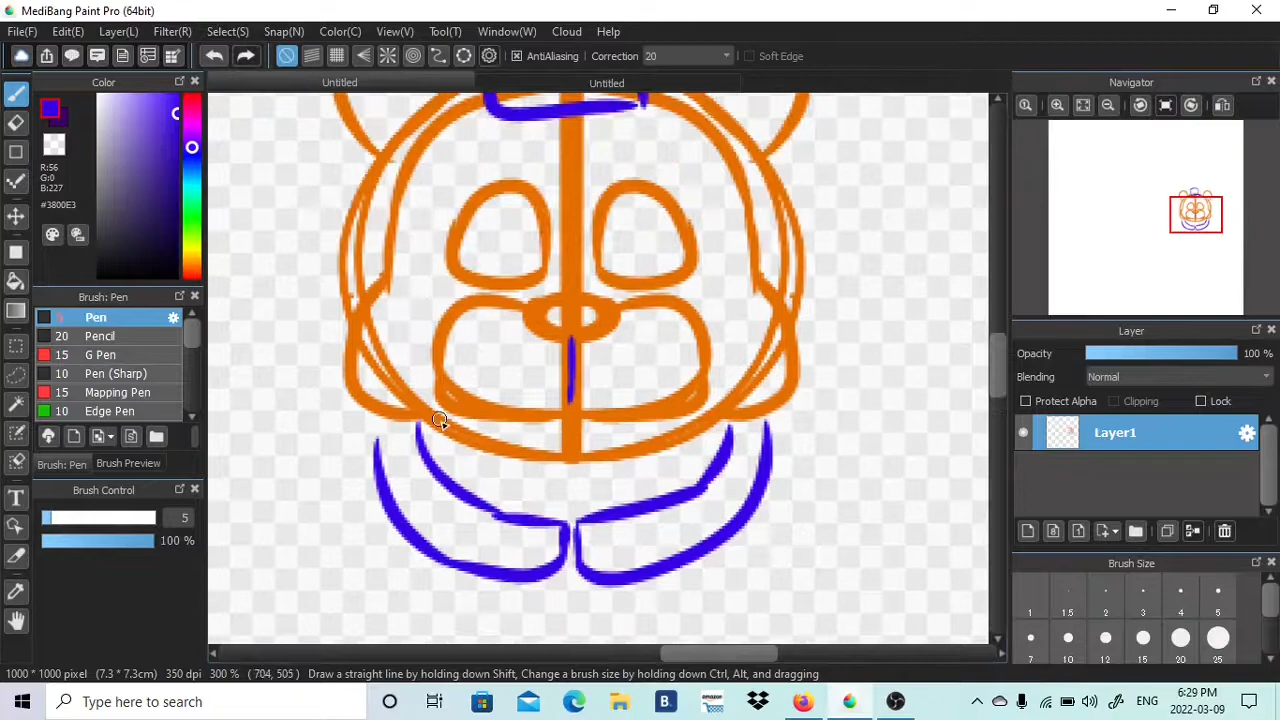 MediBang Paint Pro (64bit)
File(F) Edit(E) Layer(L) Filter(R) Select(S) Snap(N) Color(C) View(V) Tool(T) Window(W) Cloud Help
AntiAliasing Correction 20 Soft Edge
Color
Untitled
Untitled
Navigator
R:56
G:0
B:227
#3800E3
Brush: Pen
5 Pen
20 Pencil
15 G Pen
10 Pen (Sharp)
15 Mapping Pen
10 Edge Pen
Brush: Pen
Brush Preview
Brush Control
5
100 %
Layer
Opacity 100 %
Blending Normal
Protect Alpha Clipping Lock
Layer1
Brush Size
1 1.5 2 3 4 5
7 10 12 15 20 25
1000 * 1000 pixel (7.3 * 7.3cm) 350 dpi 300 % (704, 505) Draw a straight line by holding down Shift, Change a brush size by holding down Ctrl, Alt, and dragging
Type here to search
B.
amazon
ENG
6:29 PM
2022-03-09